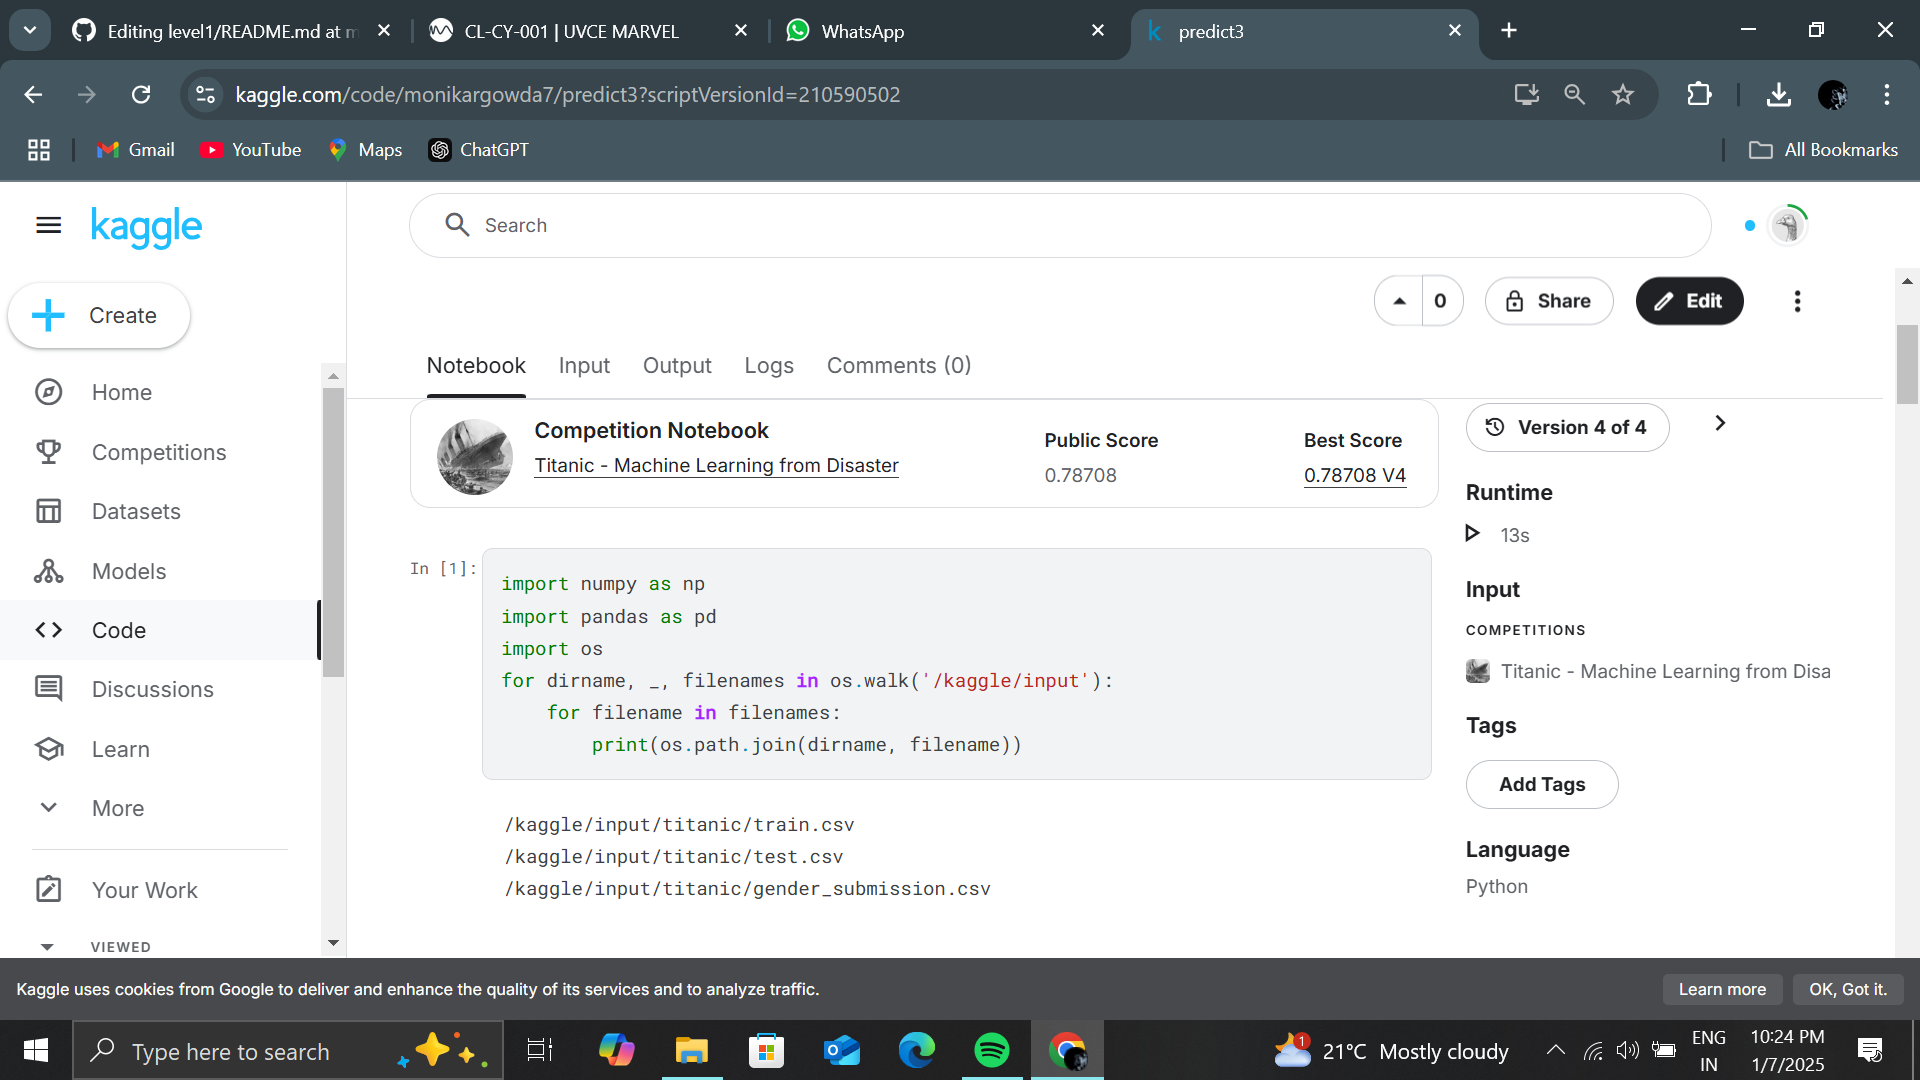 Editing level1/README.md at m
CL-CY-001 | UVCE MARVEL
WhatsApp
predict3
kaggle.com/code/monikargowda7/predict3?scriptVersionId=210590502
Gmail
YouTube
Maps
ChatGPT
All Bookmarks
kaggle
Search
Create
0
Share
Edit
Home
Competitions
Datasets
Models
Code
Discussions
Learn
More
Your Work
VIEWED
Notebook
Input
Output
Logs
Comments (0)
Competition Notebook
Titanic - Machine Learning from Disaster
Public Score
0.78708
Best Score
0.78708 V4
In [1]:
import numpy as np
import pandas as pd
import os
for dirname, _, filenames in os.walk('/kaggle/input'):
    for filename in filenames:
        print(os.path.join(dirname, filename))
/kaggle/input/titanic/train.csv
/kaggle/input/titanic/test.csv
/kaggle/input/titanic/gender_submission.csv
Version 4 of 4
Runtime
13s
Input
COMPETITIONS
Titanic - Machine Learning from Disa
Tags
Add Tags
Language
Python
Kaggle uses cookies from Google to deliver and enhance the quality of its services and to analyze traffic.
Learn more
OK, Got it.
Type here to search
1
21°C Mostly cloudy
ENG
IN
10:24 PM
1/7/2025